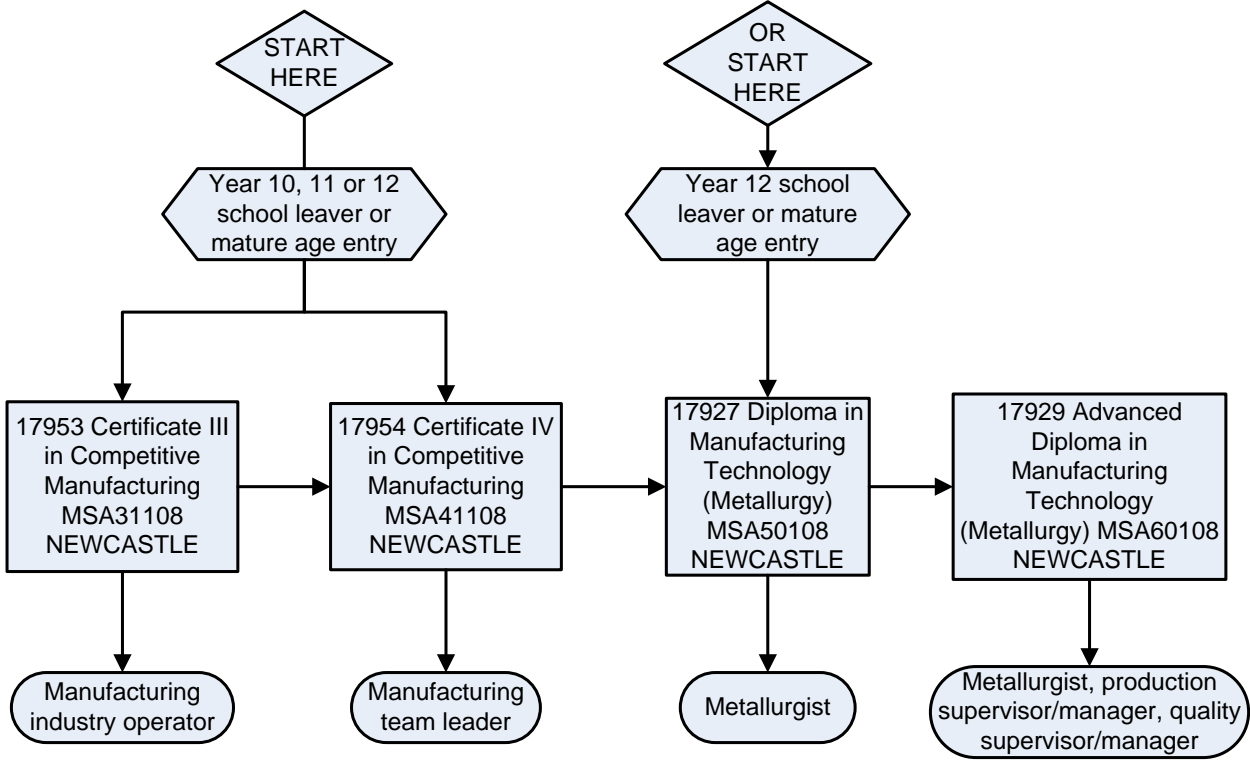 START
HERE
OR
START
HERE
Year 10, 11 or 12
school leaver or
mature age entry
Year 12 school
leaver or mature
age entry
17953 Certificate III
in Competitive
Manufacturing
MSA31108
NEWCASTLE
17954 Certificate IV
in Competitive
Manufacturing
MSA41108
NEWCASTLE
17927 Diploma in
Manufacturing
Technology
(Metallurgy)
MSA50108
NEWCASTLE
17929 Advanced
Diploma in
Manufacturing
Technology
(Metallurgy) MSA60108
NEWCASTLE
Manufacturing
industry operator
Manufacturing
team leader
Metallurgist
Metallurgist, production
supervisor/manager, quality
supervisor/manager